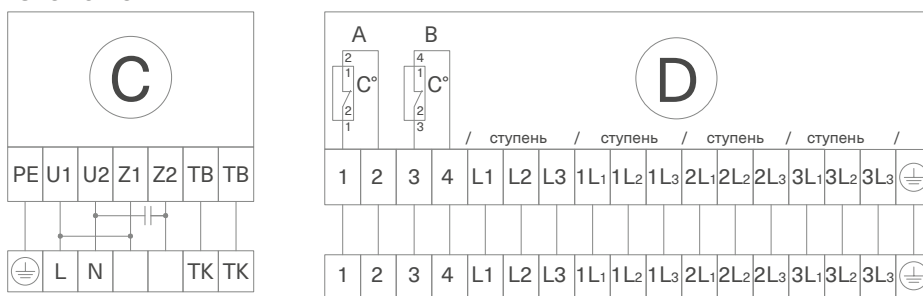 A B
2 4
1 C° 1 C°
2 2
1 3
C D
/ ступень / ступень / ступень / ступень /
PE U1 U2 Z1 Z2 TB TB
1 2 3 4 L1 L2 L3 1L1 1L2 1L3 2L1 2L2 2L3 3L1 3L2 3L3
L N TK TK
1 2 3 4 L1 L2 L3 1L1 1L2 1L3 2L1 2L2 2L3 3L1 3L2 3L3